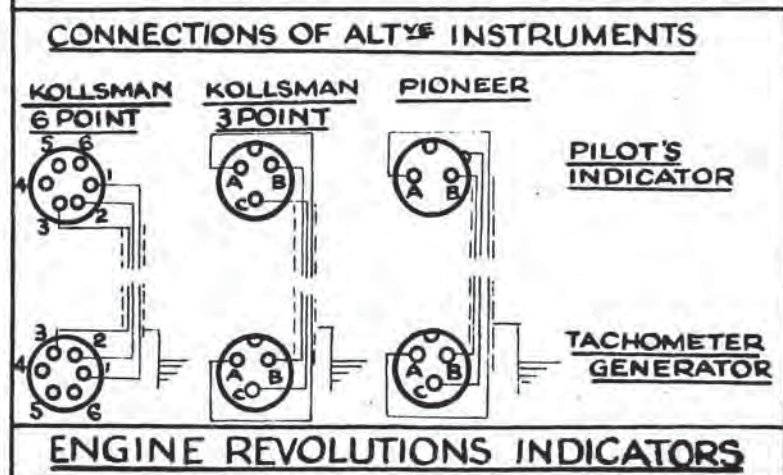 CONNECTIONS OF ALTVE INSTRUMENTS
KOLLSMAN
6 POINT
KOLLSMAN
3 POINT
PIONEER
5 6
4 1
3 2
A B
C
A B
PILOT'S
INDICATOR
3 2
4 1
5 6
A B
C
A B
C
TACHOMETER
GENERATOR
ENGINE REVOLUTIONS INDICATORS